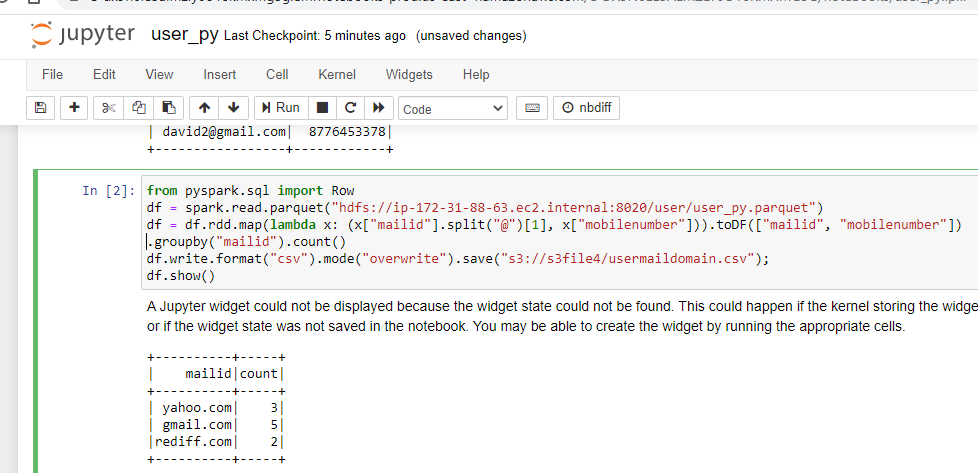 jupyter user_py Last Checkpoint: 5 minutes ago (unsaved changes)
File Edit View Insert Cell Kernel Widgets Help
Run Code nbdiff
| david2@gmail.com| 8776453378|
+-----------------+------------+
In [2]: from pyspark.sql import Row
df = spark.read.parquet("hdfs://ip-172-31-88-63.ec2.internal:8020/user/user_py.parquet")
df = df.rdd.map(lambda x: (x["mailid"].split("@")[1], x["mobilenumber"])).toDF(["mailid", "mobilenumber"])
.groupby("mailid").count()
df.write.format("csv").mode("overwrite").save("s3://s3file4/usermaildomain.csv");
df.show()
A Jupyter widget could not be displayed because the widget state could not be found. This could happen if the kernel storing the widge
or if the widget state was not saved in the notebook. You may be able to create the widget by running the appropriate cells.
+----------+-----+
| mailid|count|
+----------+-----+
| yahoo.com| 3|
| gmail.com| 5|
|rediff.com| 2|
+----------+-----+